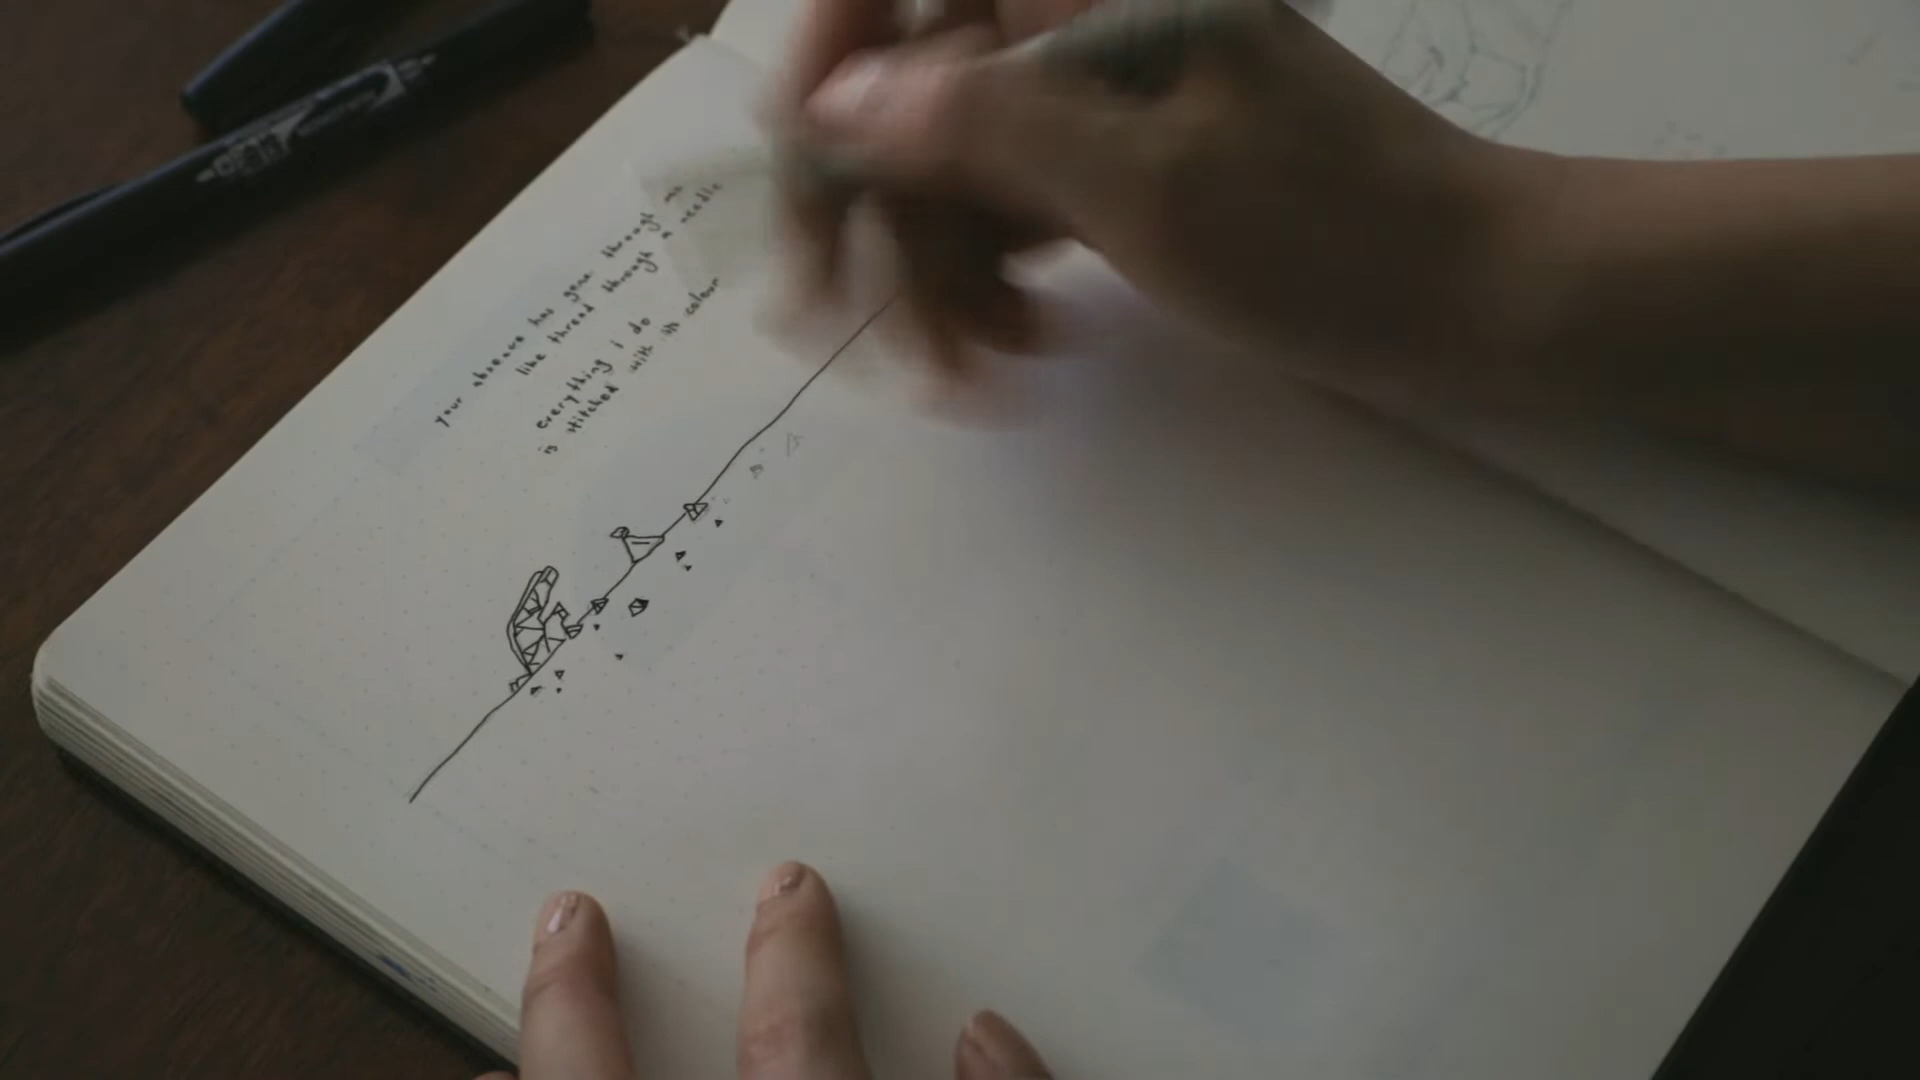 your absence has gone through me
like thread through a needle
everything i do
is stitched with its colour